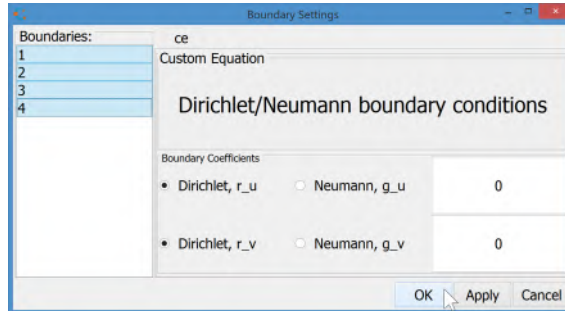 Boundary Settings
Boundaries:
1
2
3
4
ce
Custom Equation
Dirichlet/Neumann boundary conditions
Boundary Coefficients
Dirichlet, r_u Neumann, g_u 0
Dirichlet, r_v Neumann, g_v 0
OK Apply Cancel